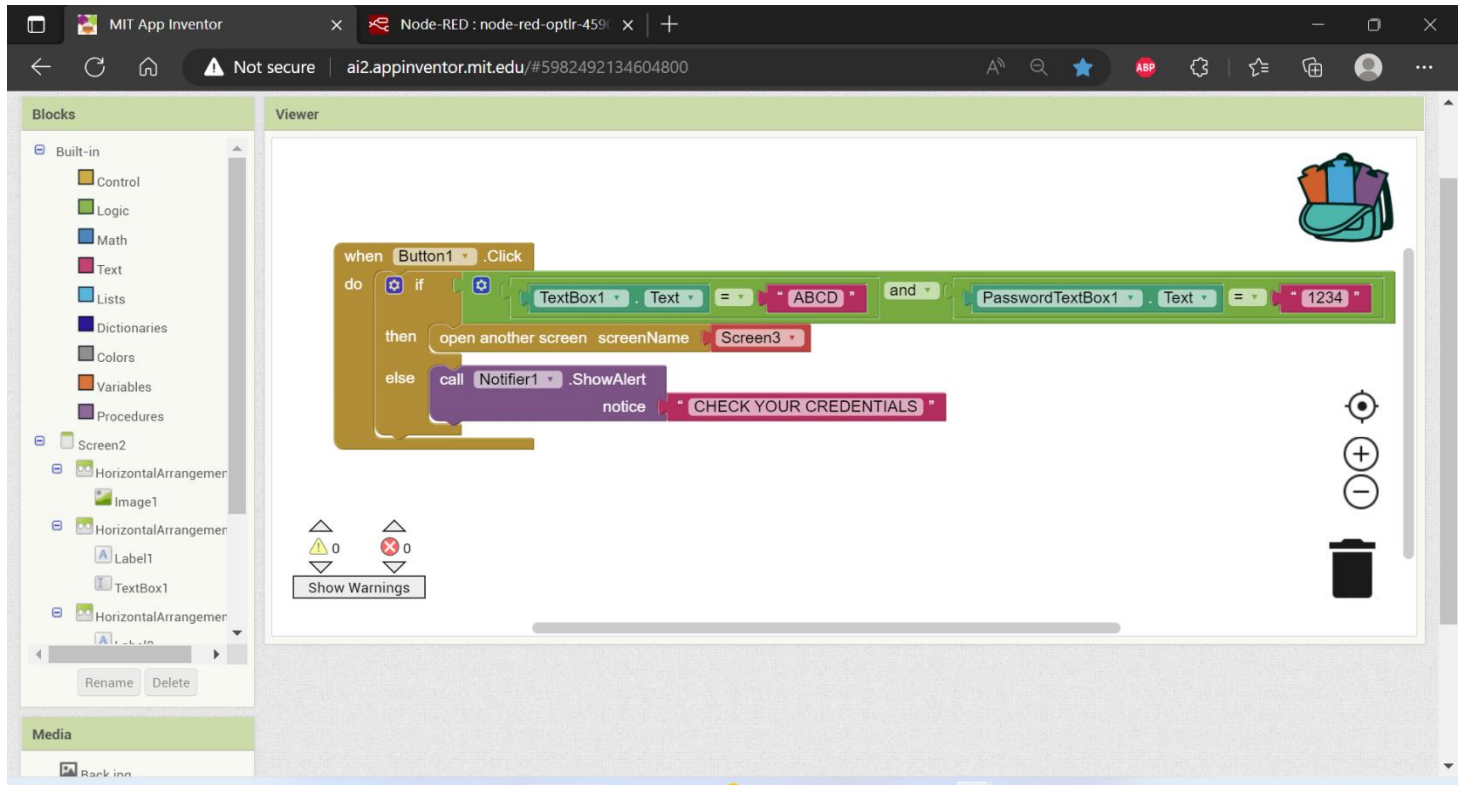 MIT App Inventor
Node-RED : node-red-optlr-459
Not secure ai2.appinventor.mit.edu/#5982492134604800 ABP
Blocks
Viewer
Built-in
Control
Logic
Math
Text
Lists
Dictionaries
Colors
Variables
Procedures
Screen2
HorizontalArrangemen
Image1
HorizontalArrangemen
Label1
TextBox1
HorizontalArrangemen
Rename Delete
Media
when Button1 .Click
do if TextBox1 . Text = " ABCD " and PasswordTextBox1 . Text = " 1234 "
then open another screen screenName Screen3
else call Notifier1 .ShowAlert
notice " CHECK YOUR CREDENTIALS "
0 0
Show Warnings